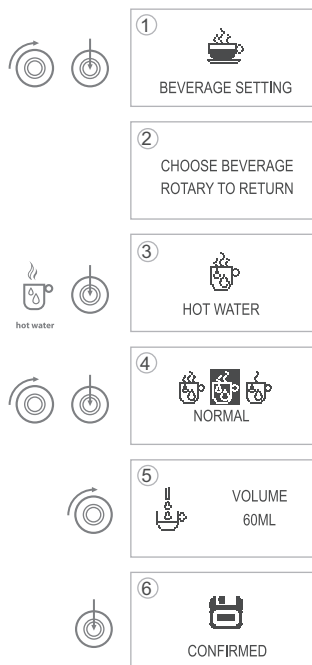 ①
BEVERAGE SETTING
②
CHOOSE BEVERAGE
ROTARY TO RETURN
③
HOT WATER
hot water
④
NORMAL
⑤
VOLUME
60ML
⑥
CONFIRMED